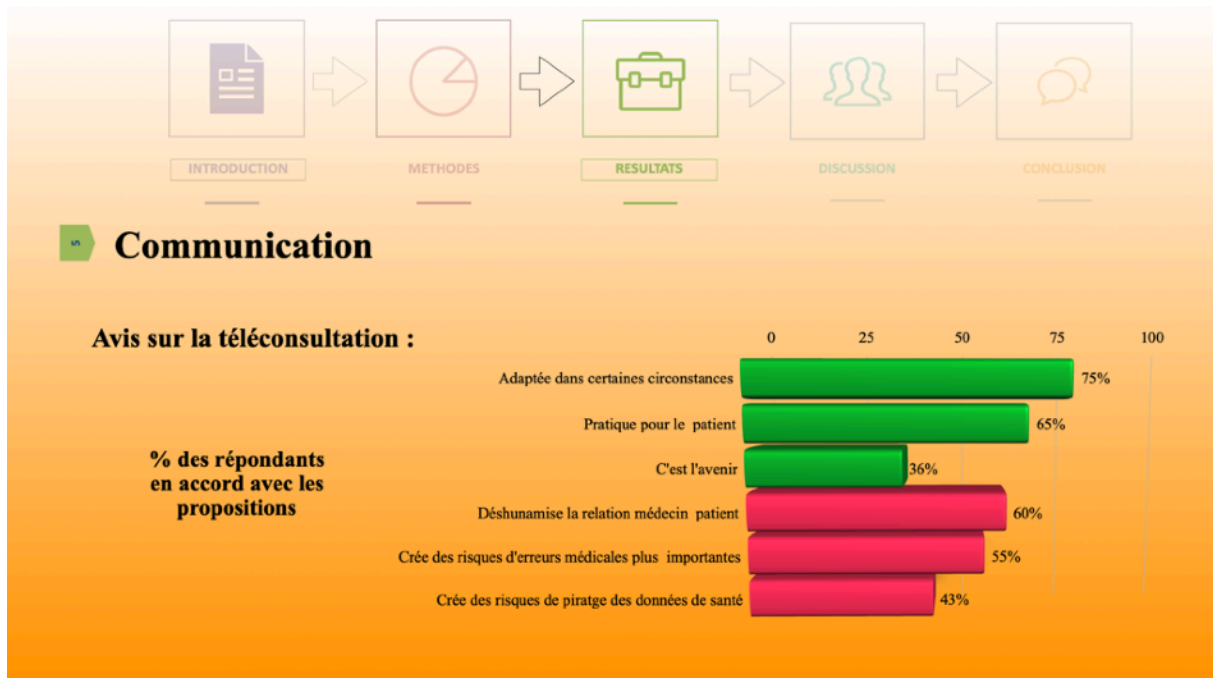 INTRODUCTION
METHODES
RESULTATS
DISCUSSION
CONCLUSION
5
Communication
Avis sur la téléconsultation :
0 25 50 75 100
Adaptée dans certaines circonstances 75%
Pratique pour le patient 65%
% des répondants
en accord avec les
propositions
C'est l'avenir 36%
Déshunamise la relation médecin patient 60%
Crée des risques d'erreurs médicales plus importantes 55%
Crée des risques de piratge des données de santé 43%